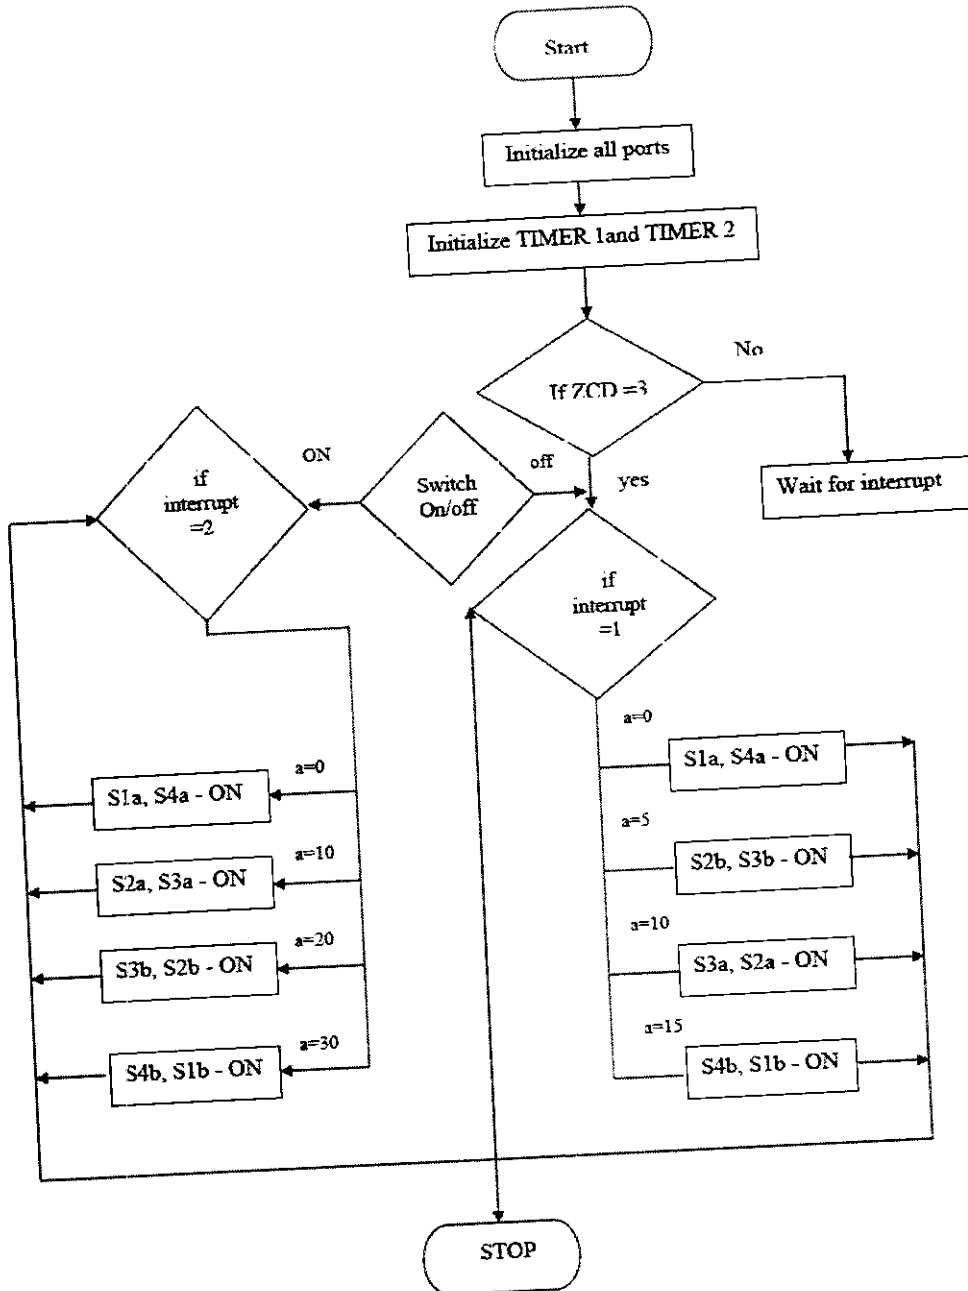 Start
Initialize all ports
Initialize TIMER 1and TIMER 2
If ZCD =3
No
Wait for interrupt
yes
off
Switch
On/off
ON
if
interrupt
=2
if
interrupt
=1
a=0
S1a, S4a - ON
a=10
S2a, S3a - ON
a=20
S3b, S2b - ON
a=30
S4b, S1b - ON
a=0
S1a, S4a - ON
a=5
S2b, S3b - ON
a=10
S3a, S2a - ON
a=15
S4b, S1b - ON
STOP